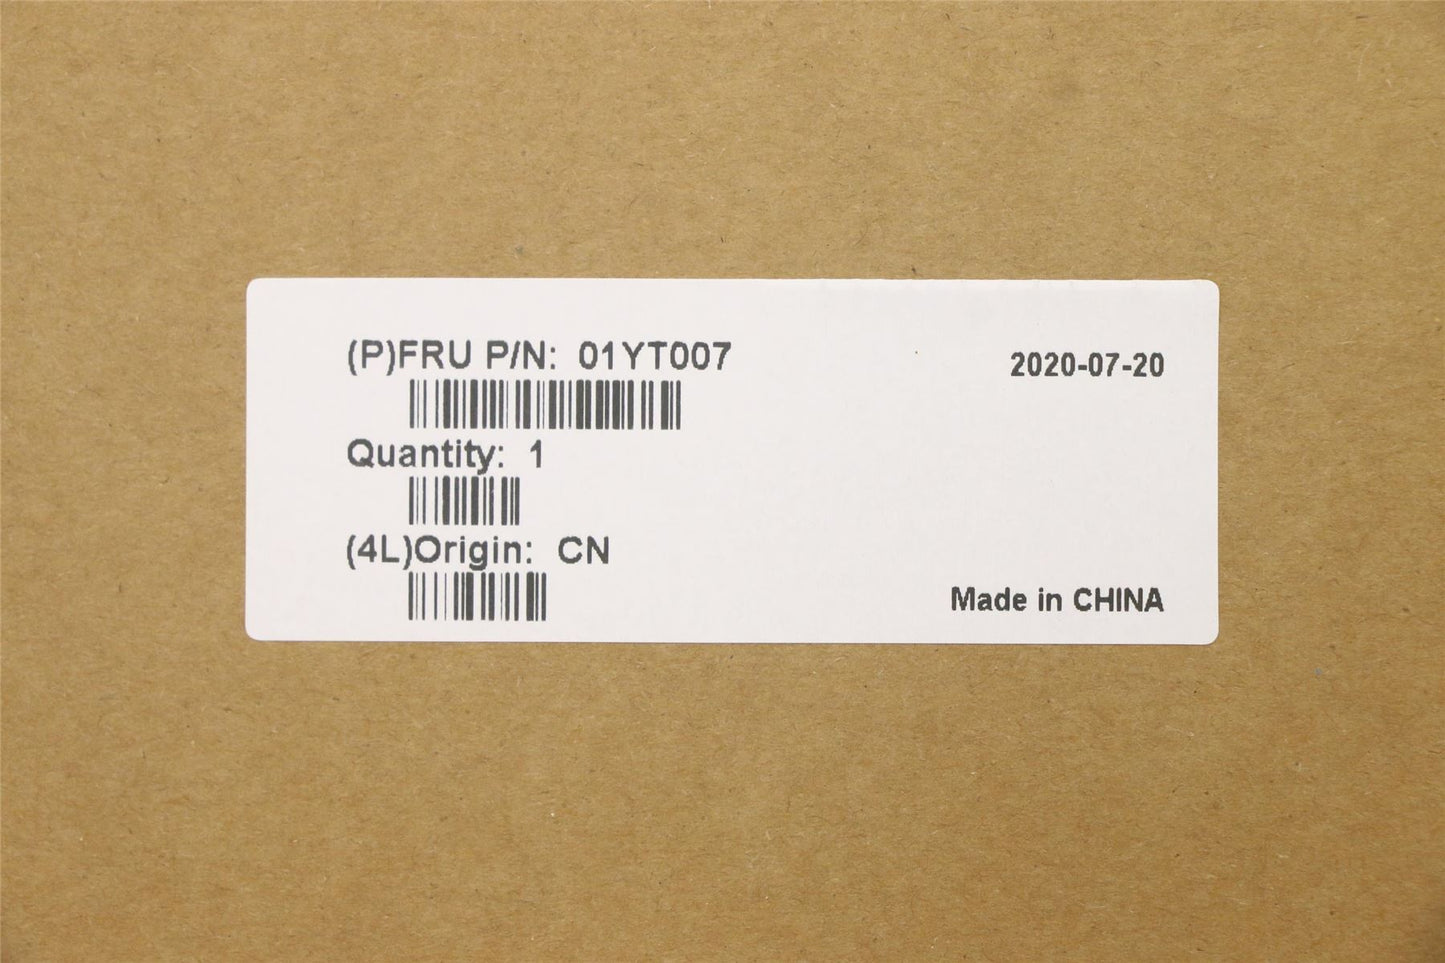 (P)FRU P/N: 01YT007
2020-07-20
Quantity: 1
(4L)Origin: CN
Made in CHINA